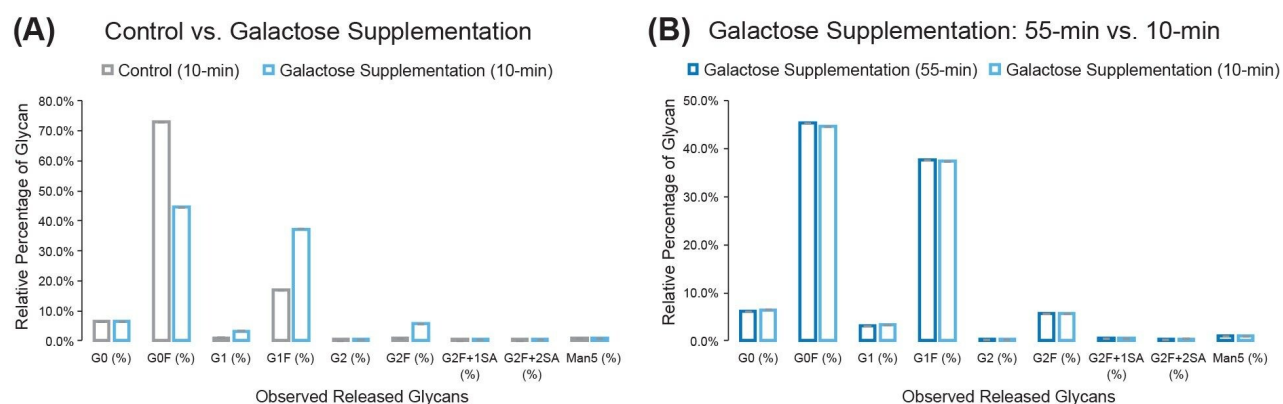 (A) Control vs. Galactose Supplementation
Control (10-min) Galactose Supplementation (10-min)
Relative Percentage of Glycan
80.0%
70.0%
60.0%
50.0%
40.0%
30.0%
20.0%
10.0%
0.0%
G0 (%) G0F (%) G1 (%) G1F (%) G2 (%) G2F (%) G2F+1SA (%) G2F+2SA (%) Man5 (%)
Observed Released Glycans
(B) Galactose Supplementation: 55-min vs. 10-min
Galactose Supplementation (55-min) Galactose Supplementation (10-min)
Relative Percentage of Glycan
50.0%
40.0%
30.0%
20.0%
10.0%
0.0%
G0 (%) G0F (%) G1 (%) G1F (%) G2 (%) G2F (%) G2F+1SA (%) G2F+2SA (%) Man5 (%)
Observed Released Glycans